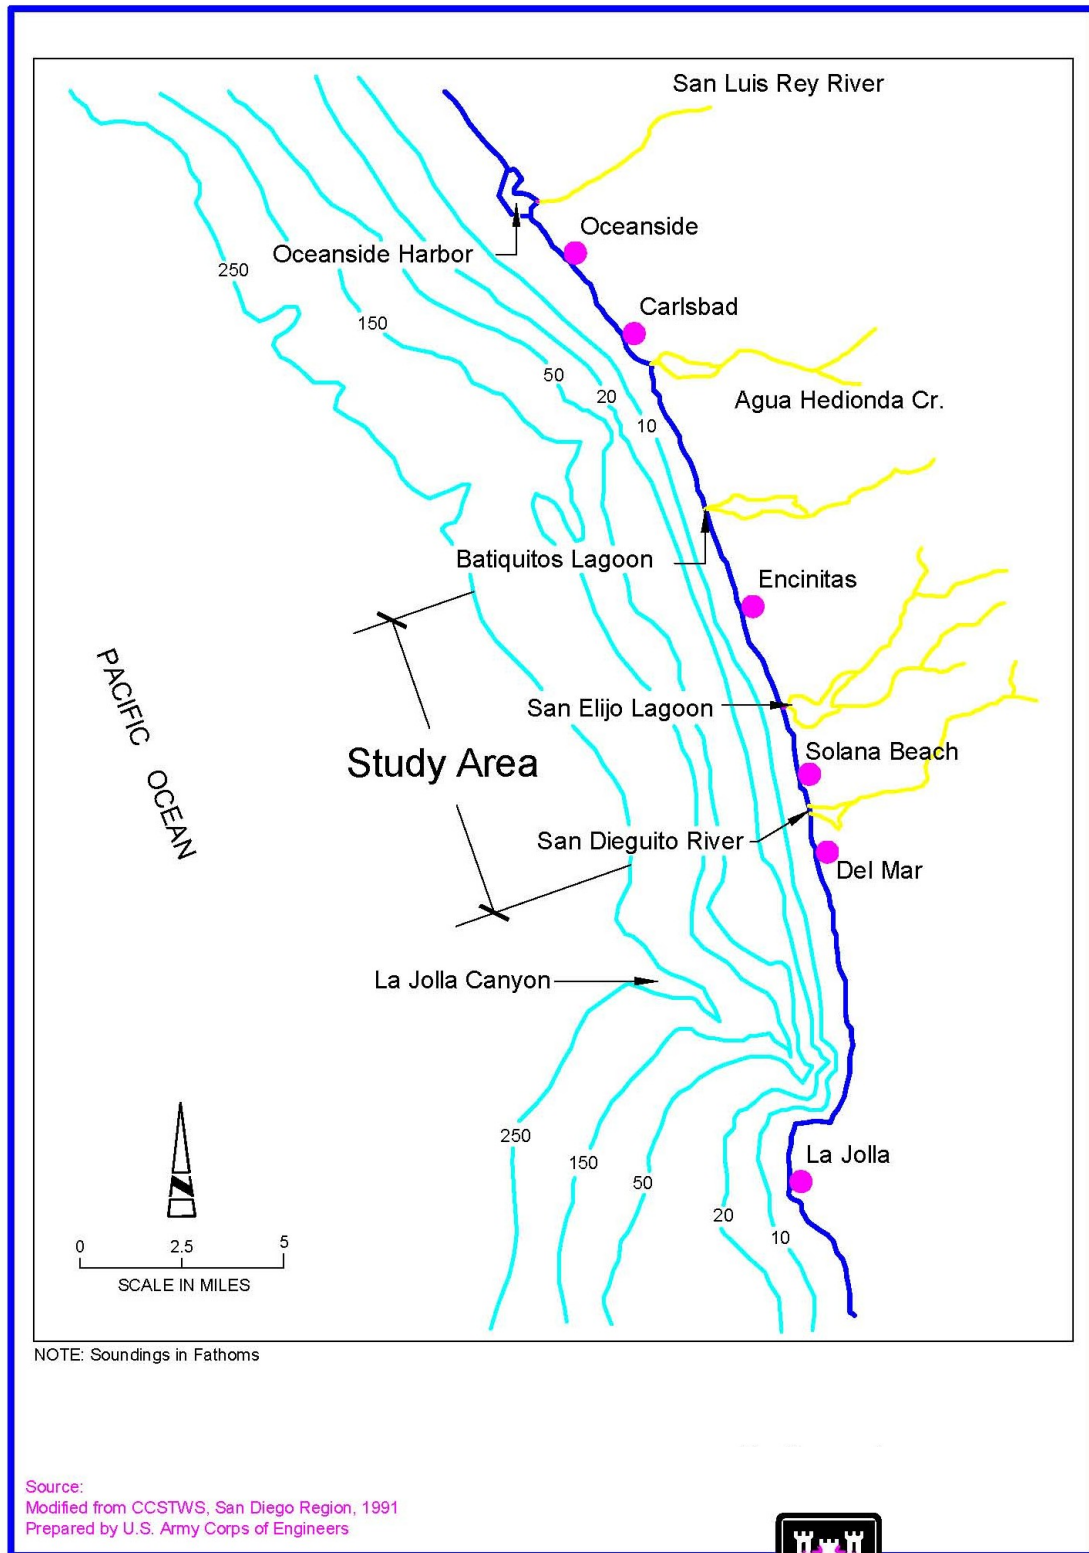 San Luis Rey River
Oceanside
Oceanside Harbor
250
Carlsbad
150
50
20
10
Agua Hedionda Cr.
Batiquitos Lagoon
Encinitas
PACIFIC OCEAN
San Elijo Lagoon
Study Area
Solana Beach
San Dieguito River
Del Mar
La Jolla Canyon
250
150
50
20
10
La Jolla
N
0 2.5 5
SCALE IN MILES
NOTE: Soundings in Fathoms
Source:
Modified from CCSTWS, San Diego Region, 1991
Prepared by U.S. Army Corps of Engineers